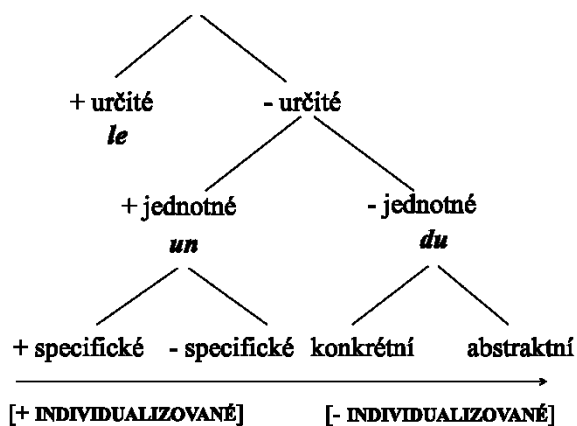 + určité - určité
le
+ jednotné - jednotné
un du
+ specifické - specifické konkrétní abstraktní
[+ INDIVIDUALIZOVANÉ] [- INDIVIDUALIZOVANÉ]